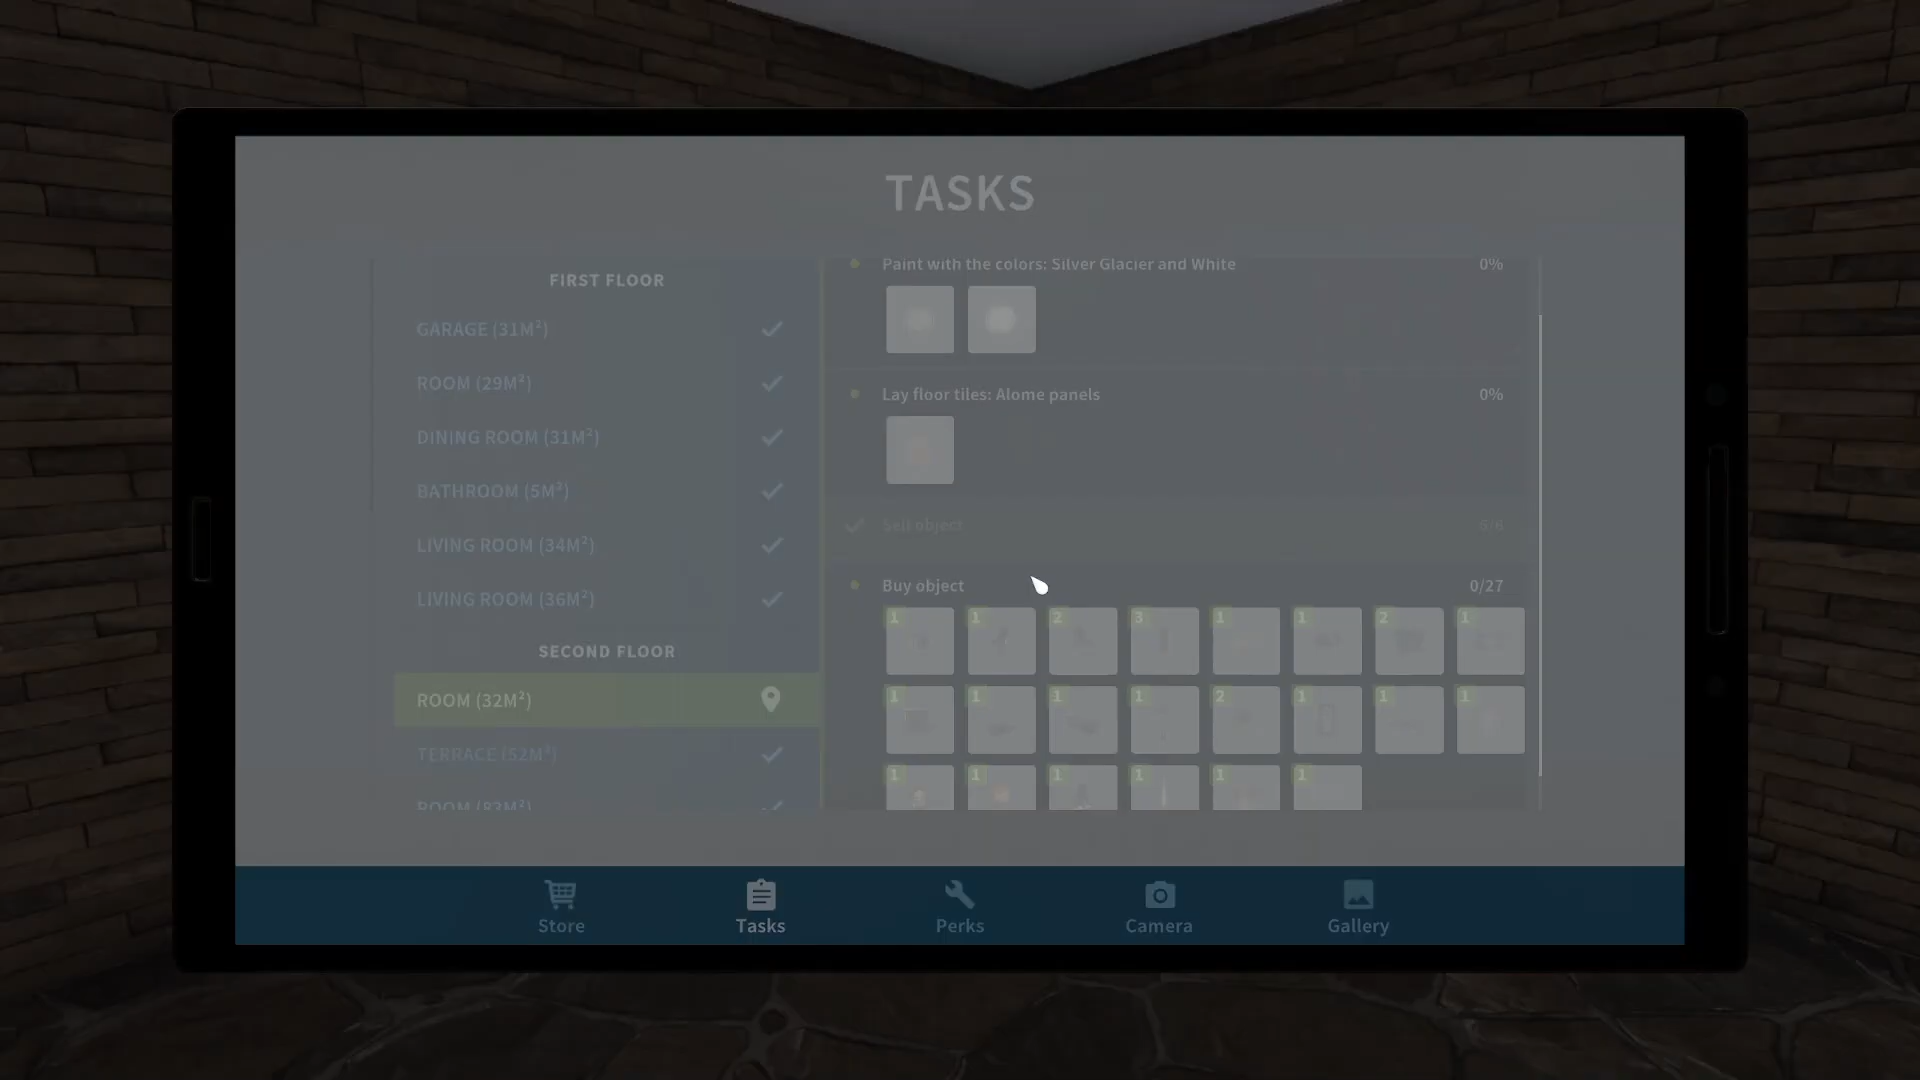 TASKS
FIRST FLOOR
GARAGE (31M²)
ROOM (29M²)
DINING ROOM (31M²)
BATHROOM (5M²)
LIVING ROOM (34M²)
LIVING ROOM (36M²)
SECOND FLOOR
ROOM (32M²)
TERRACE (52M²)
ROOM (83M²)
Paint with the colors: Silver Glacier and White 0%
Lay floor tiles: Alome panels 0%
Sell object
Buy object 0/27
1 1 2 3 1 1 2 1
1 1 1 1 2 1 1 1
1 1 1 1 1 1
Store Tasks Perks Camera Gallery